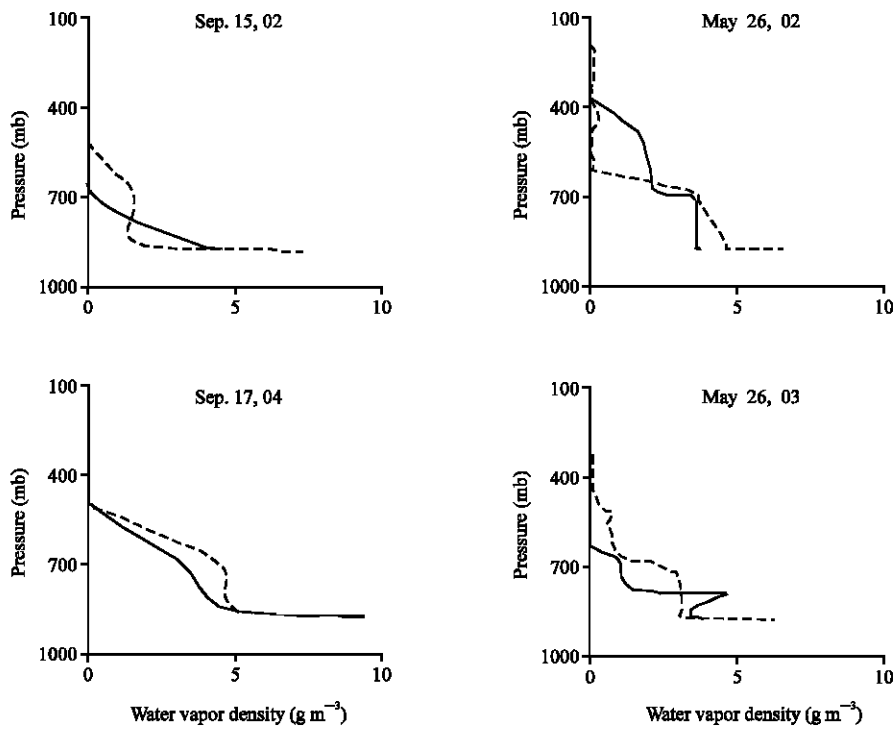 Sep. 15, 02
100
400
700
1000
Pressure (mb)
0 5 10
May 26, 02
100
400
700
1000
Pressure (mb)
0 5 10
Sep. 17, 04
100
400
700
1000
Pressure (mb)
0 5 10
Water vapor density (g m⁻³)
May 26, 03
100
400
700
1000
Pressure (mb)
0 5 10
Water vapor density (g m⁻³)